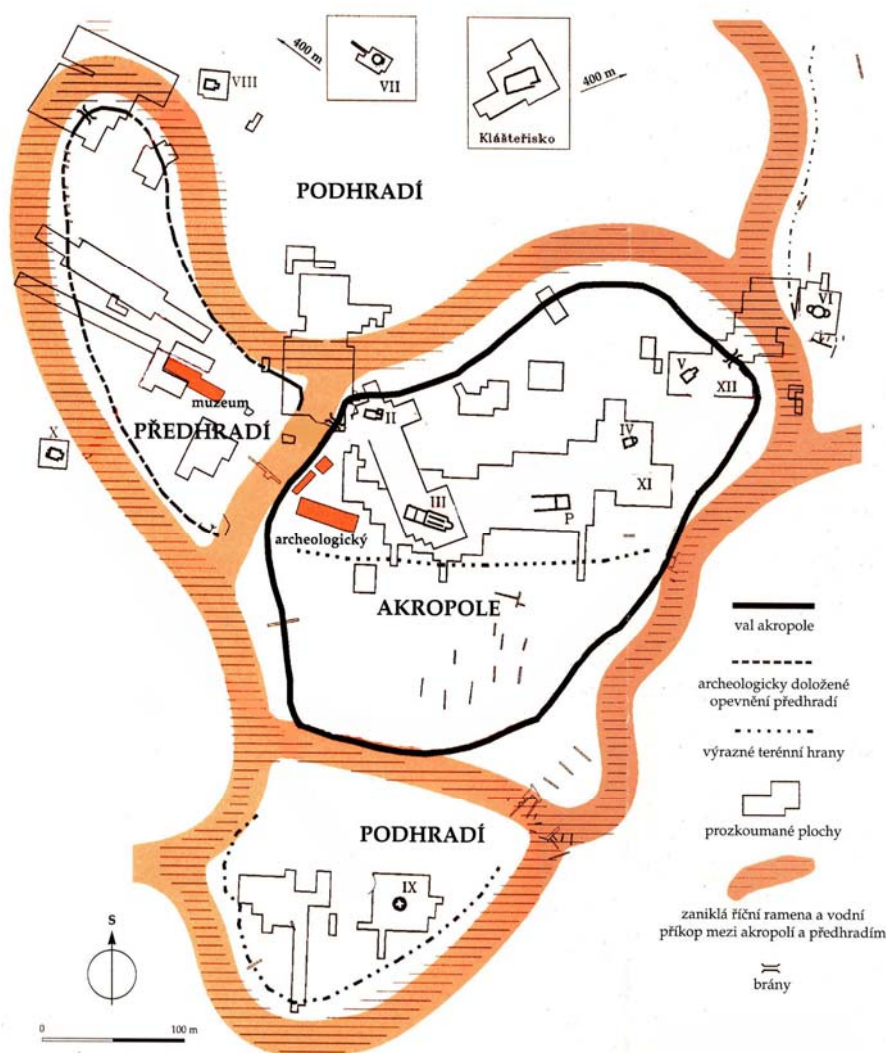 400 m
VII
VIII
400 m
Klášteřisko
PODHRADÍ
VI
V
XII
II
muzeum
PŘEDHRADÍ
X
IV
XI
III
P
archeologický
AKROPOLE
val akropole
archeologicky doložené
opevnění předhradí
výrazné terénní hrany
PODHRADÍ
prozkoumané plochy
IX
zaniklá říční ramena a vodní
příkop mezi akropolí a předhradím
S
brány
0 100 m